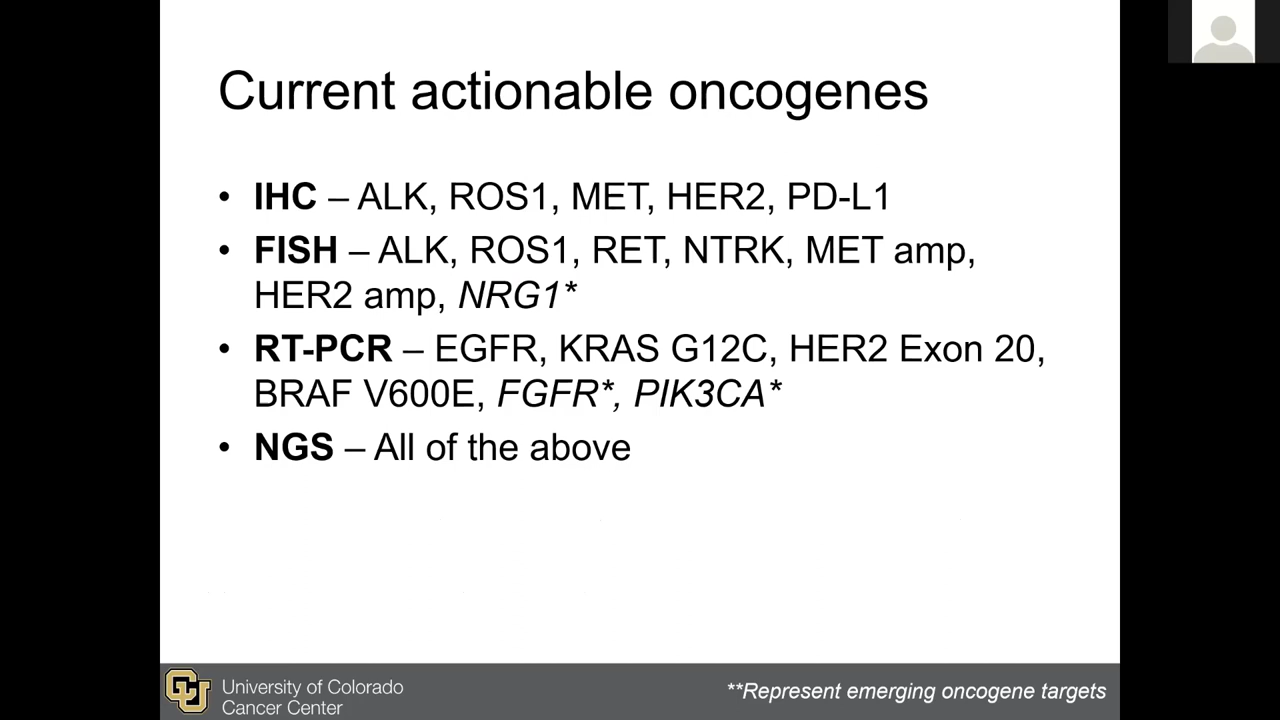 Current actionable oncogenes
• IHC – ALK, ROS1, MET, HER2, PD-L1
• FISH – ALK, ROS1, RET, NTRK, MET amp,
HER2 amp, NRG1*
• RT-PCR – EGFR, KRAS G12C, HER2 Exon 20,
BRAF V600E, FGFR*, PIK3CA*
• NGS – All of the above
CU
University of Colorado
Cancer Center
**Represent emerging oncogene targets